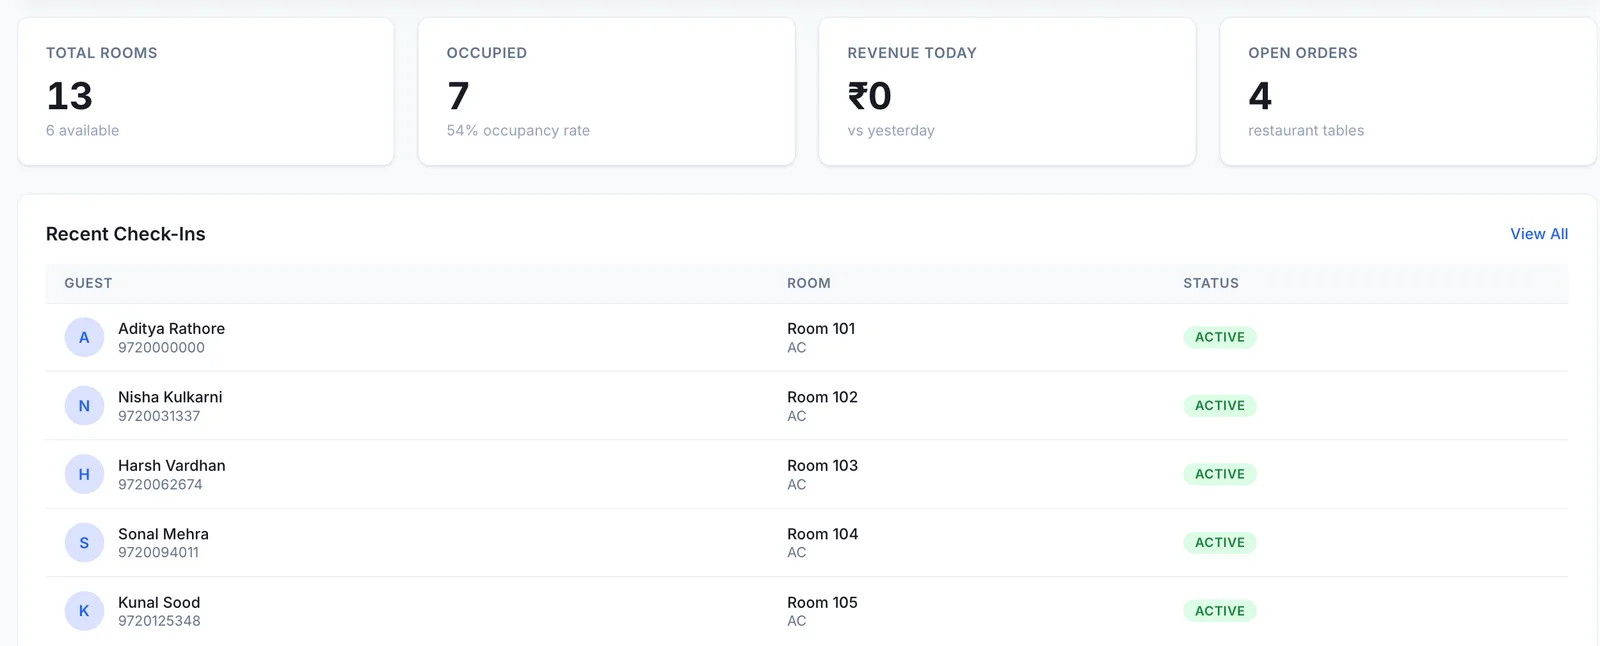 TOTAL ROOMS
13
6 available
OCCUPIED
7
54% occupancy rate
REVENUE TODAY
₹0
vs yesterday
OPEN ORDERS
4
restaurant tables
Recent Check-Ins
View All
GUEST ROOM STATUS
A
Aditya Rathore
9720000000
Room 101
AC
ACTIVE
N
Nisha Kulkarni
9720031337
Room 102
AC
ACTIVE
H
Harsh Vardhan
9720062674
Room 103
AC
ACTIVE
S
Sonal Mehra
9720094011
Room 104
AC
ACTIVE
K
Kunal Sood
9720125348
Room 105
AC
ACTIVE